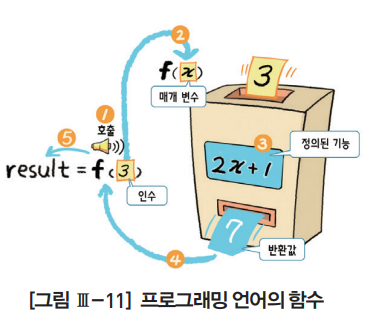 2
f(x)
매개 변수
3
1
호출
5
result = f(3)
인수
3
정의된 기능
2x+1
7
반환값
4
[그림 Ⅲ-11] 프로그래밍 언어의 함수